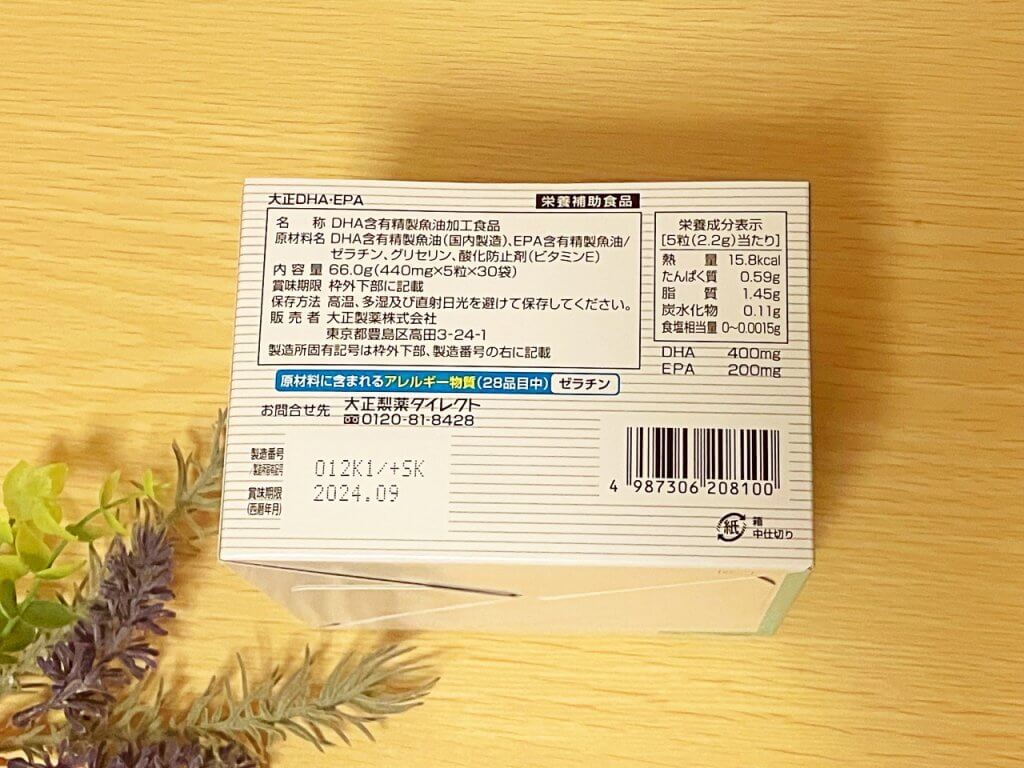 大正DHA・EPA
栄養補助食品
名 称 DHA含有精製魚油加工食品
原材料名 DHA含有精製魚油(国内製造)、EPA含有精製魚油/
ゼラチン、グリセリン、酸化防止剤(ビタミンE)
内容量 66.0g(440mg×5粒×30袋)
賞味期限 枠外下部に記載
保存方法 高温、多湿及び直射日光を避けて保存してください。
販売者 大正製薬株式会社
東京都豊島区高田3-24-1
製造所固有記号は枠外下部、製造番号の右に記載
栄養成分表示
[5粒(2.2g)当たり]
熱量 15.8kcal
たんぱく質 0.59g
脂質 1.45g
炭水化物 0.11g
食塩相当量 0〜0.0015g
DHA 400mg
EPA 200mg
原材料に含まれるアレルギー物質(28品目中) ゼラチン
お問合せ先 大正製薬ダイレクト
0120-81-8428
製造番号
/製造所固有記号
012K1/+SK
賞味期限
(西暦年月)
2024.09
4 987306 208100
紙 箱
中仕切り